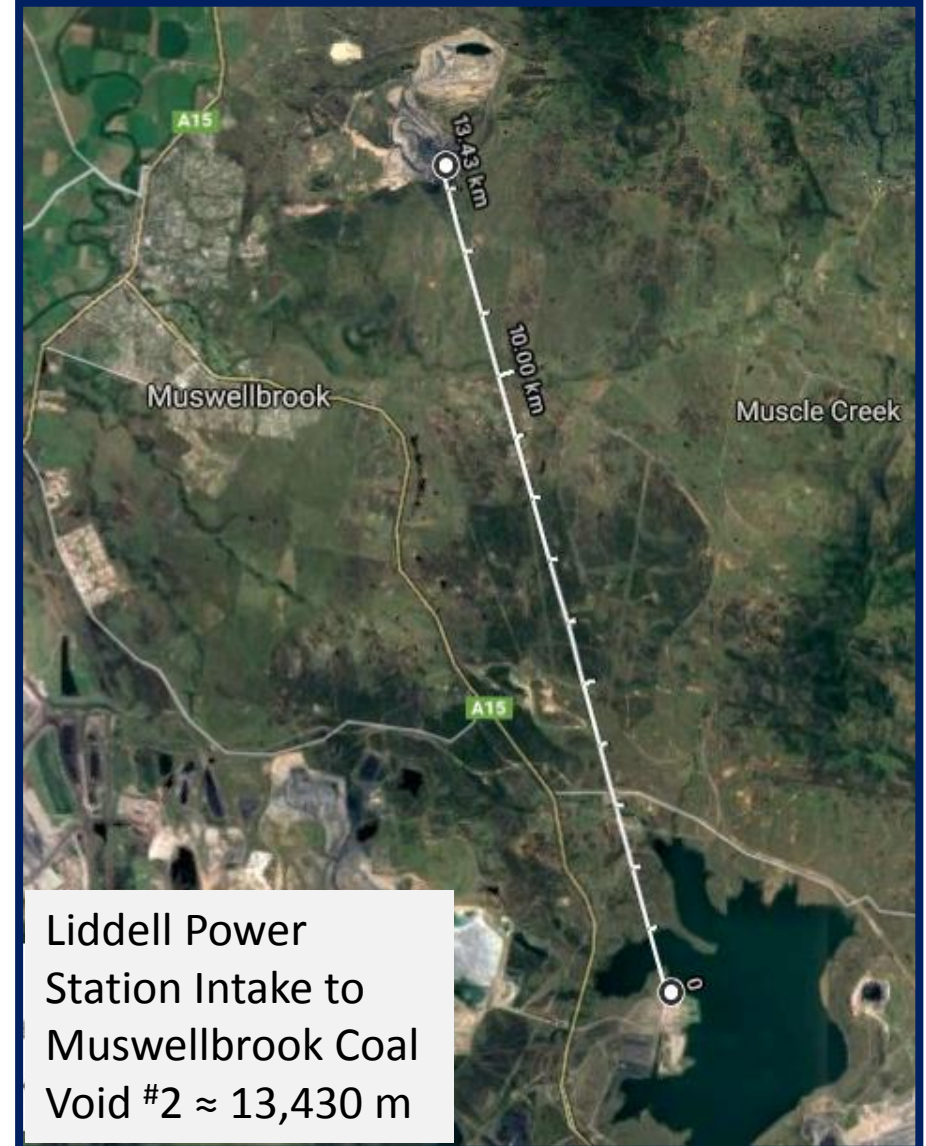 A15
13.43 km
10.00 km
Muswellbrook
Muscle Creek
A15
0
Liddell Power
Station Intake to
Muswellbrook Coal
Void #2 ≈ 13,430 m